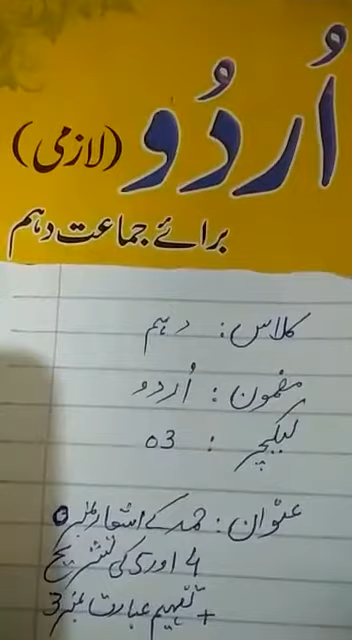 اُردُو (لازمی)
برائے جماعت دہم
کلاس : دہم
مضمون : اُردو
لیکچر : 03
عنوان : حمد کے اشعار نمبر
4 اور 5 کی تشریح
+ تفہیم عبارت نمبر 3